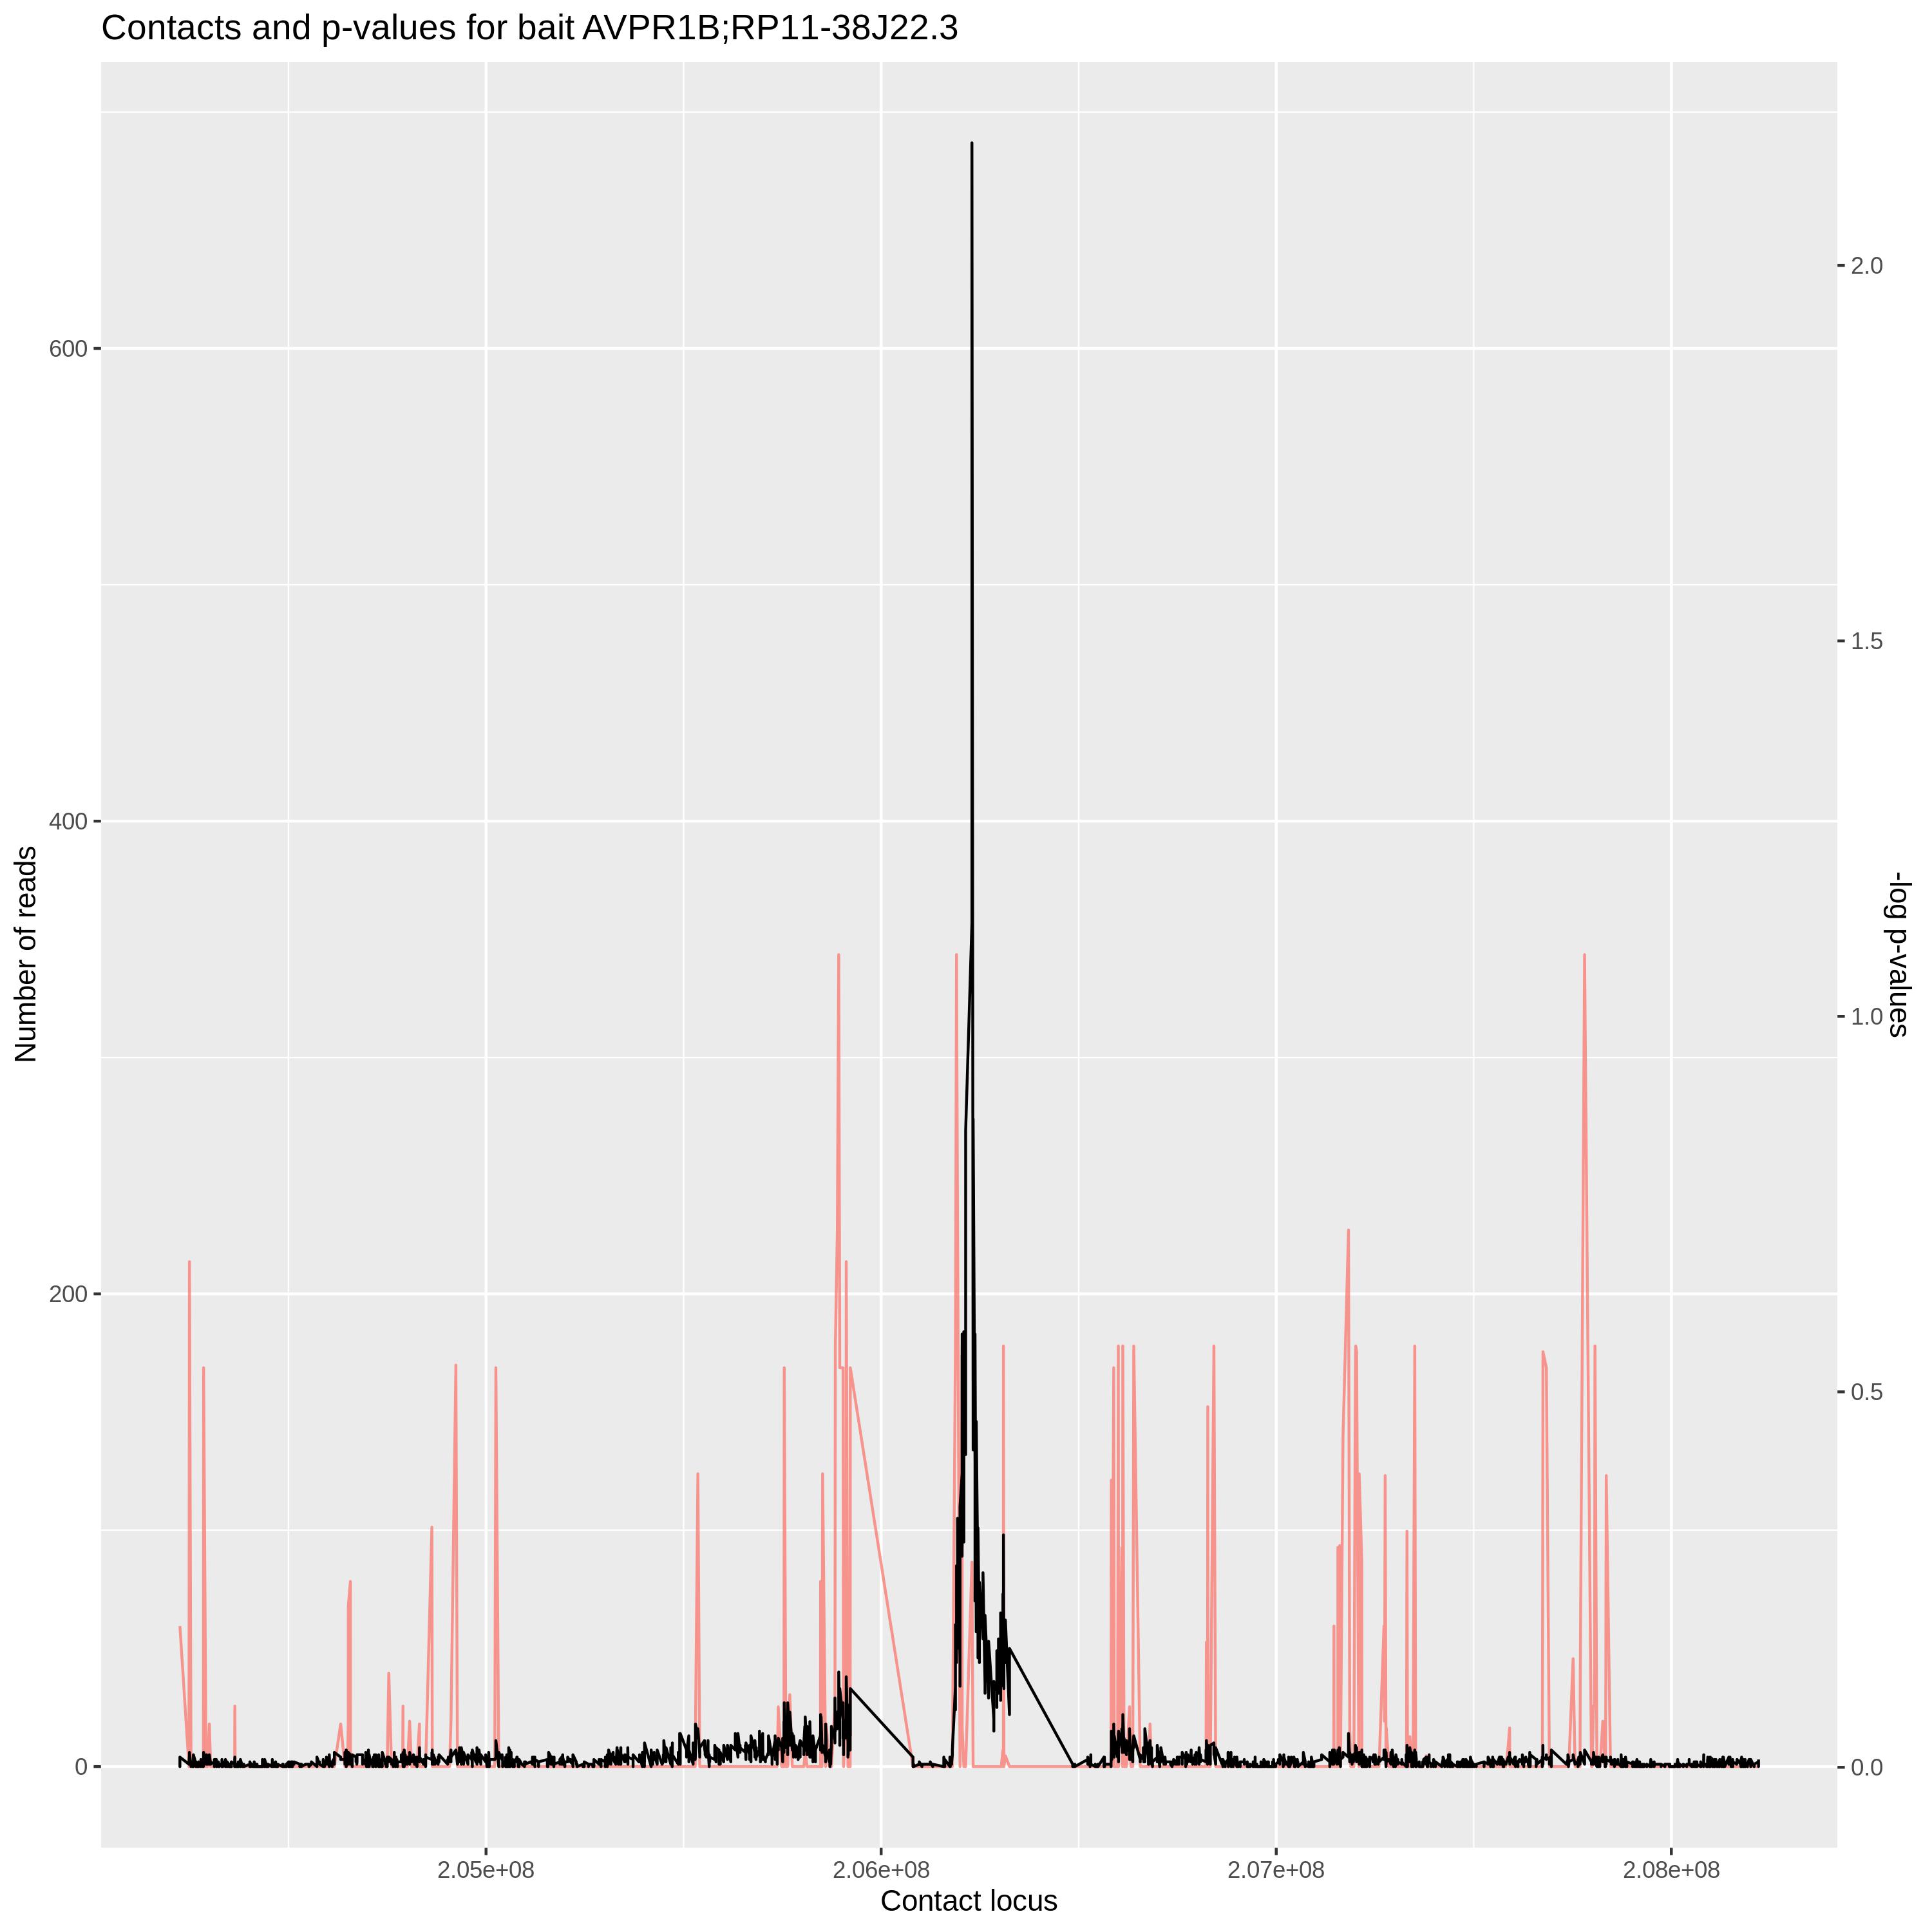 Contacts and p-values for bait AVPR1B;RP11-38J22.3
Number of reads
600
400
200
0
2.0
1.5
1.0
0.5
0.0
-log p-values
2.05e+08
2.06e+08
2.07e+08
2.08e+08
Contact locus